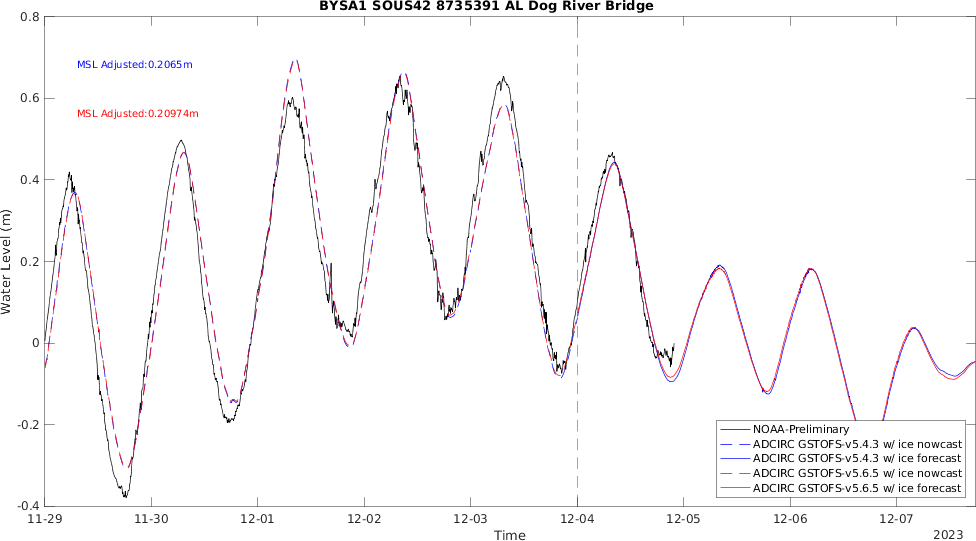 BYSA1 SOUS42 8735391 AL Dog River Bridge
0.8
MSL Adjusted:0.2065m
0.6
MSL Adjusted:0.20974m
0.4
0.2
Water Level (m)
0
-0.2
NOAA-Preliminary
ADCIRC GSTOFS-v5.4.3 w/ ice nowcast
ADCIRC GSTOFS-v5.4.3 w/ ice forecast
ADCIRC GSTOFS-v5.6.5 w/ ice nowcast
ADCIRC GSTOFS-v5.6.5 w/ ice forecast
-0.4
11-29 11-30 12-01 12-02 12-03 12-04 12-05 12-06 12-07
Time
2023